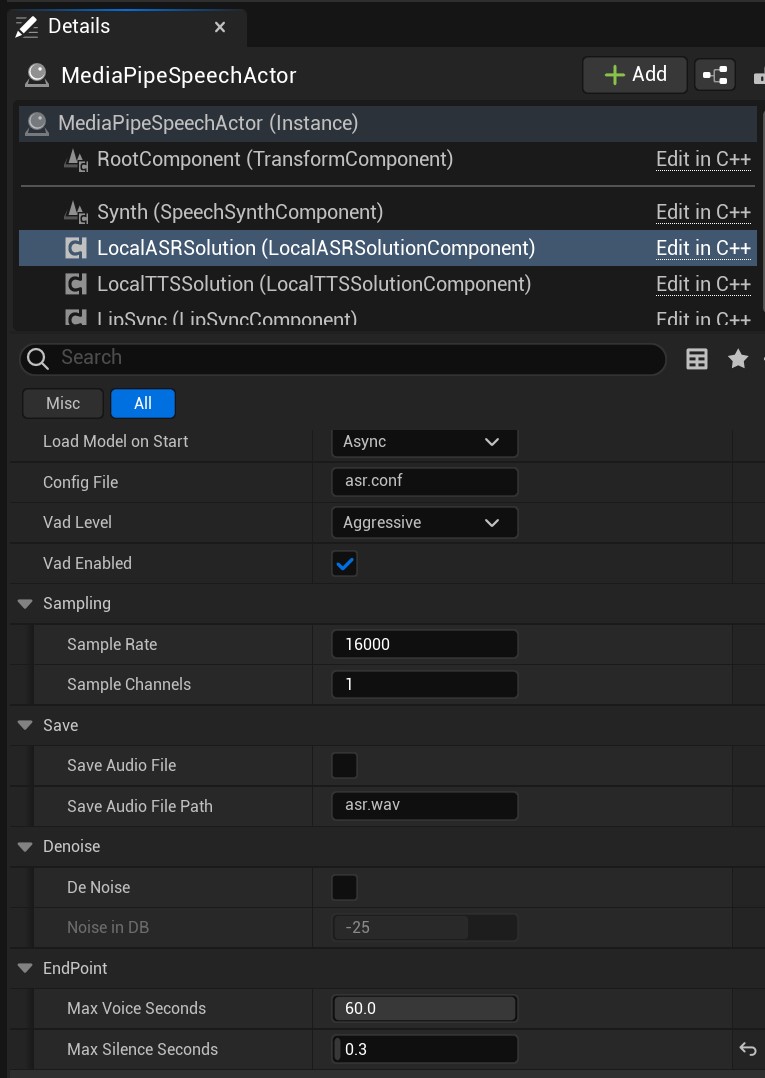 Details
MediaPipeSpeechActor
Add
MediaPipeSpeechActor (Instance)
RootComponent (TransformComponent) Edit in C++
Synth (SpeechSynthComponent) Edit in C++
LocalASRSolution (LocalASRSolutionComponent) Edit in C++
LocalTTSSolution (LocalTTSSolutionComponent) Edit in C++
LipSync (LipSyncComponent) Edit in C++
Search
Misc All
Load Model on Start Async
Config File asr.conf
Vad Level Aggressive
Vad Enabled
Sampling
Sample Rate 16000
Sample Channels 1
Save
Save Audio File
Save Audio File Path asr.wav
Denoise
De Noise
Noise in DB -25
EndPoint
Max Voice Seconds 60.0
Max Silence Seconds 0.3